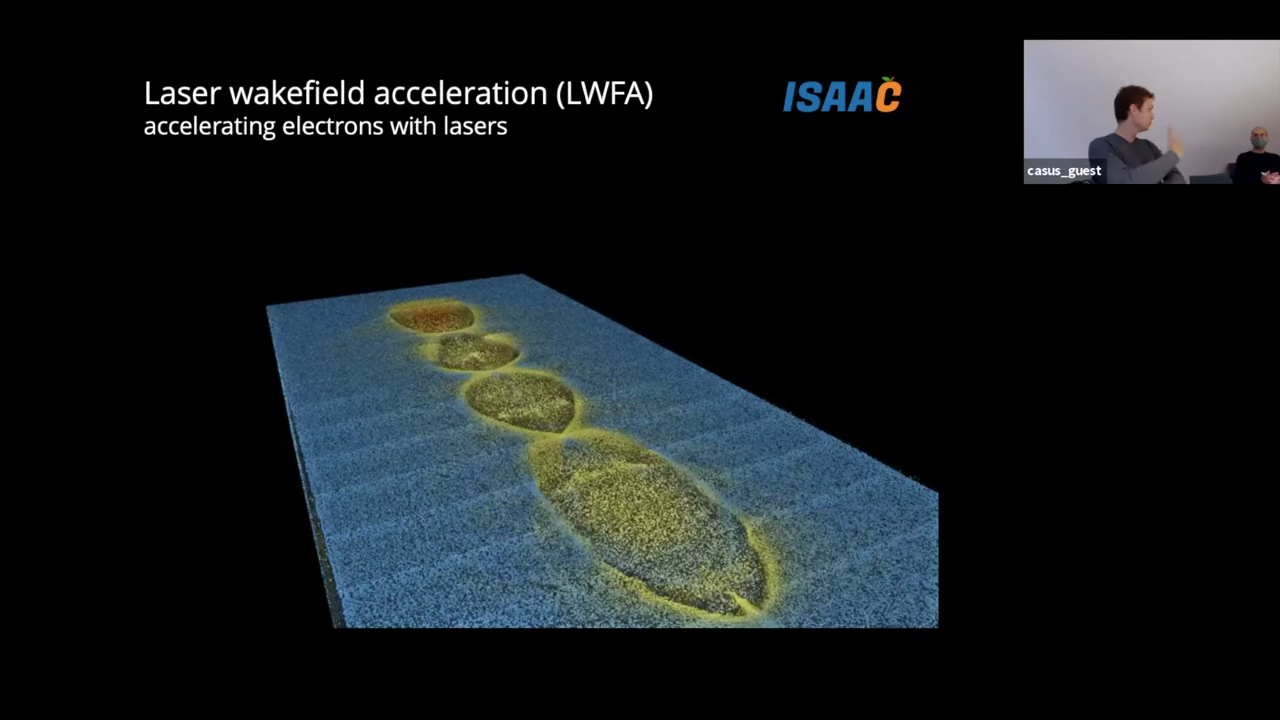 Laser wakefield acceleration (LWFA)
accelerating electrons with lasers
ISAAC
casus_guest